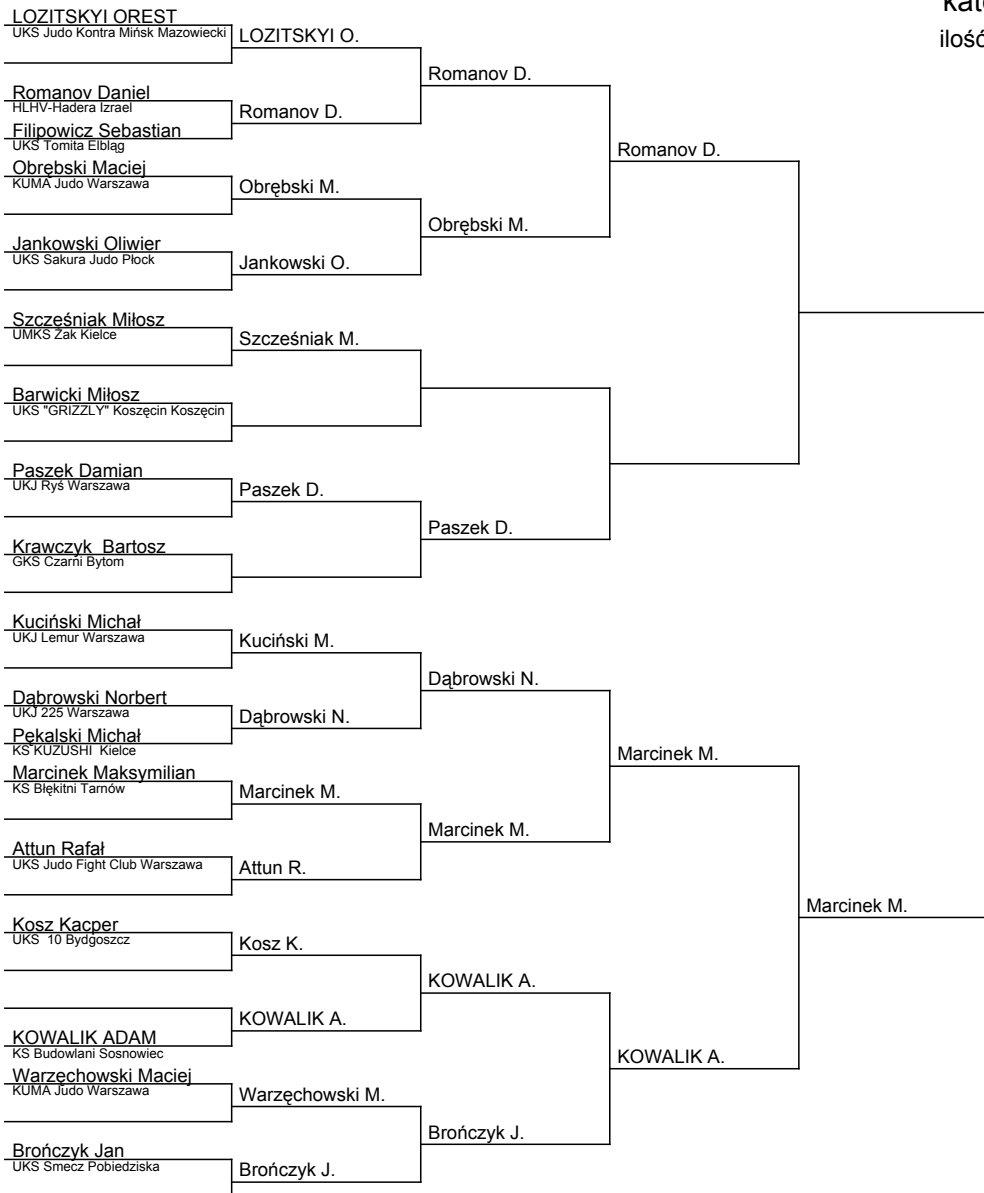 kat
ilość
LOZITSKYI OREST
UKS Judo Kontra Mińsk Mazowiecki
LOZITSKYI O.
Romanov D.
Romanov Daniel
HLHV-Hadera Izrael
Romanov D.
Filipowicz Sebastian
UKS Tomita Elbląg
Romanov D.
Obrębski Maciej
KUMA Judo Warszawa
Obrębski M.
Obrębski M.
Jankowski Oliwier
UKS Sakura Judo Płock
Jankowski O.
Szcześniak Miłosz
UMKS Żak Kielce
Szcześniak M.
Barwicki Miłosz
UKS "GRIZZLY" Koszęcin Koszęcin
Paszek Damian
UKJ Ryś Warszawa
Paszek D.
Paszek D.
Krawczyk  Bartosz
GKS Czarni Bytom
Kuciński Michał
UKJ Lemur Warszawa
Kuciński M.
Dąbrowski N.
Dąbrowski Norbert
UKJ 225 Warszawa
Dąbrowski N.
Pękalski Michał
KS KUZUSHI  Kielce
Marcinek M.
Marcinek Maksymilian
KS Błękitni Tarnów
Marcinek M.
Marcinek M.
Attun Rafał
UKS Judo Fight Club Warszawa
Attun R.
Marcinek M.
Kosz Kacper
UKS  10 Bydgoszcz
Kosz K.
KOWALIK A.
KOWALIK A.
KOWALIK ADAM
KS Budowlani Sosnowiec
KOWALIK A.
Warzęchowski Maciej
KUMA Judo Warszawa
Warzęchowski M.
Brończyk J.
Brończyk Jan
UKS Smecz Pobiedziska
Brończyk J.